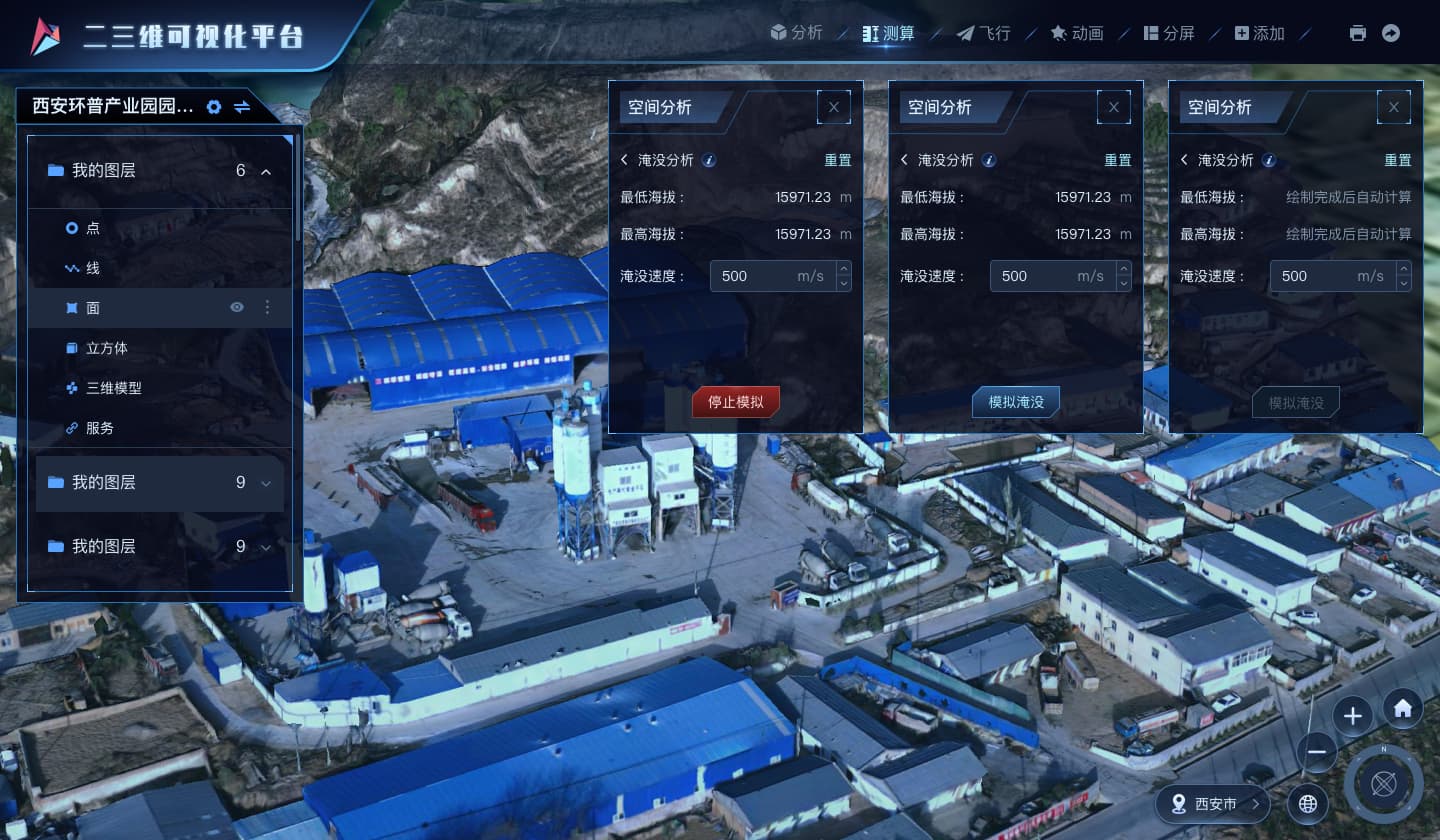 二三维可视化平台
分析
测算
飞行
动画
分屏
添加
西安环普产业园园...
我的图层 6
点
线
面
立方体
三维模型
服务
我的图层 9
我的图层 9
空间分析
淹没分析 重置
最低海拔： 15971.23 m
最高海拔： 15971.23 m
淹没速度： 500 m/s
停止模拟
空间分析
淹没分析 重置
最低海拔： 15971.23 m
最高海拔： 15971.23 m
淹没速度： 500 m/s
模拟淹没
空间分析
淹没分析 重置
最低海拔： 绘制完成后自动计算
最高海拔： 绘制完成后自动计算
淹没速度： 500 m/s
模拟淹没
N
西安市